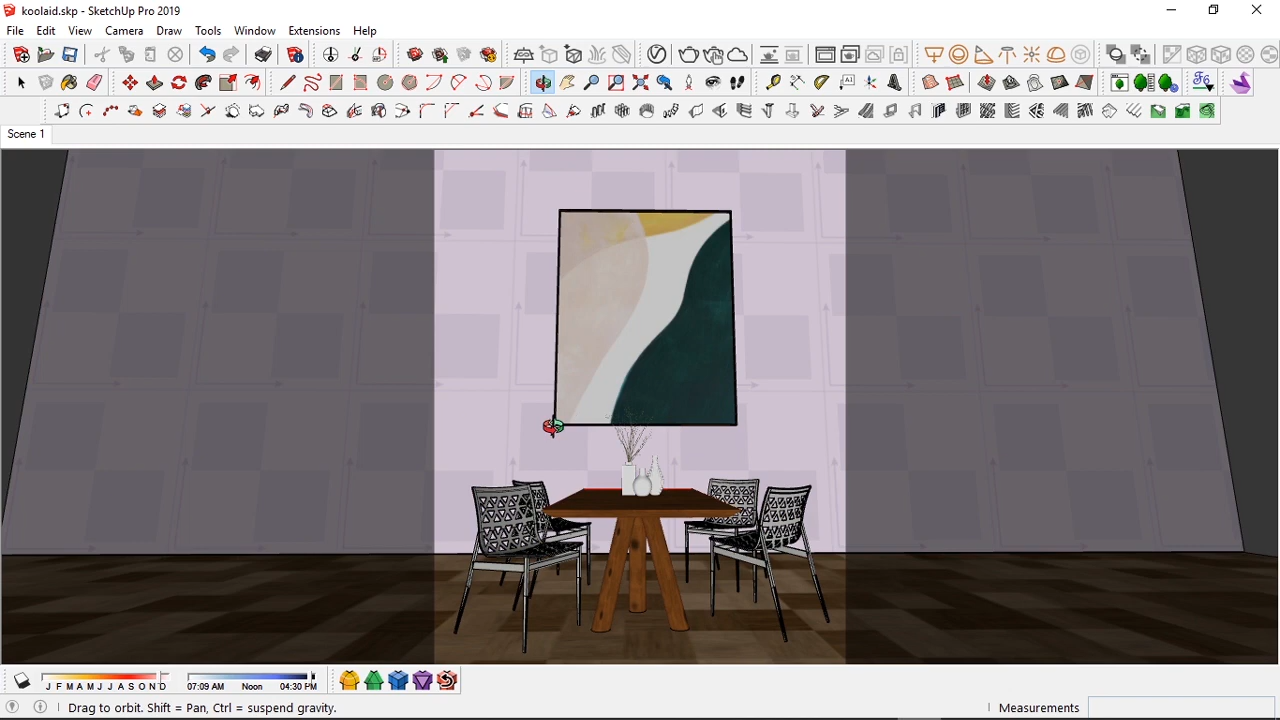 koolaid.skp - SketchUp Pro 2019
File Edit View Camera Draw Tools Window Extensions Help
Scene 1
J F M A M J J A S O N D
07:09 AM Noon 04:30 PM
Drag to orbit. Shift = Pan, Ctrl = suspend gravity.
Measurements